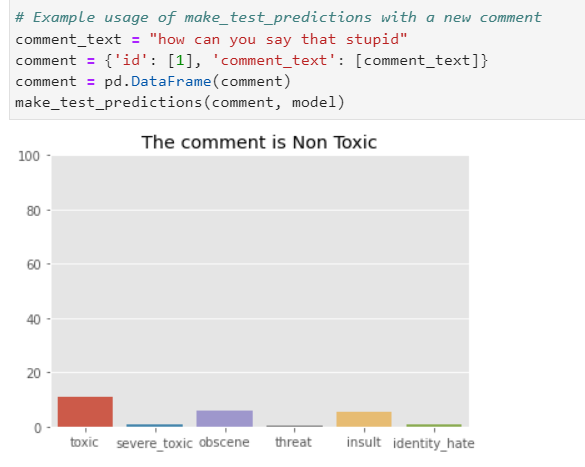 # Example usage of make_test_predictions with a new comment
comment_text = "how can you say that stupid"
comment = {'id': [1], 'comment_text': [comment_text]}
comment = pd.DataFrame(comment)
make_test_predictions(comment, model)
The comment is Non Toxic
100
80
60
40
20
0
toxic severe_toxic obscene threat insult identity_hate